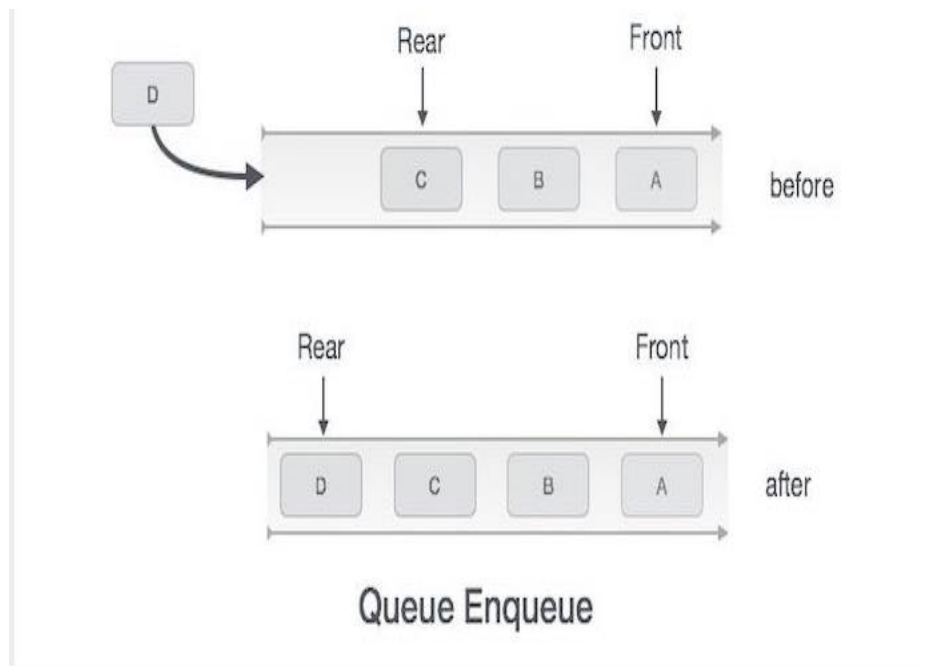 Rear Front
D
C B A
before
Rear Front
D C B A
after
Queue Enqueue